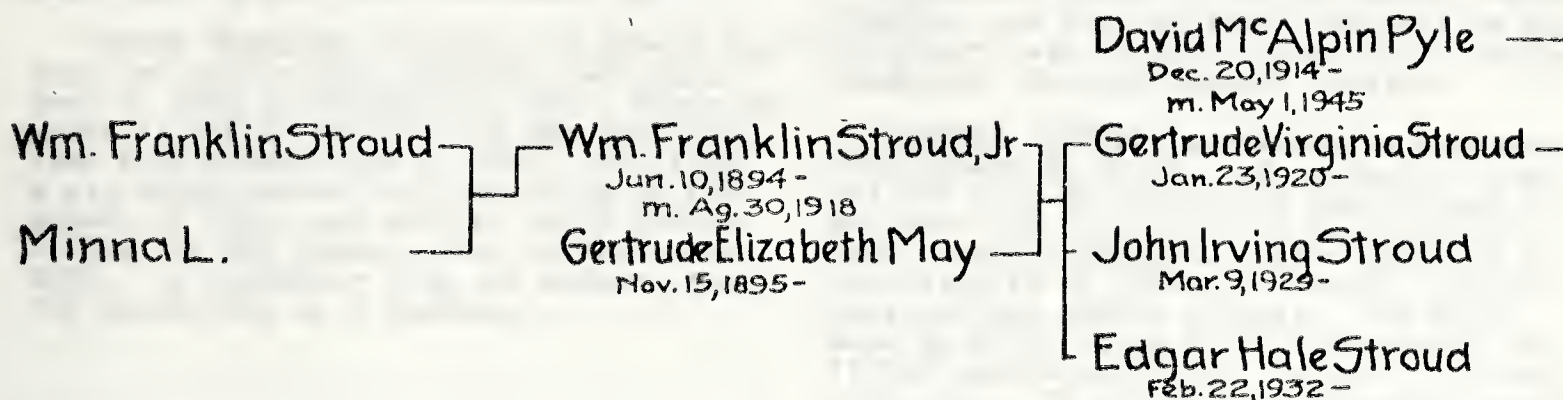 Wm. Franklin Stroud
Minna L.
Wm. Franklin Stroud, Jr
Jun. 10, 1894 -
m. Ag. 30, 1918
Gertrude Elizabeth May
Nov. 15, 1895 -
David McAlpin Pyle
Dec. 20, 1914 -
m. May 1, 1945
Gertrude Virginia Stroud
Jan. 23, 1920 -
John Irving Stroud
Mar. 9, 1929 -
Edgar Hale Stroud
Feb. 22, 1932 -